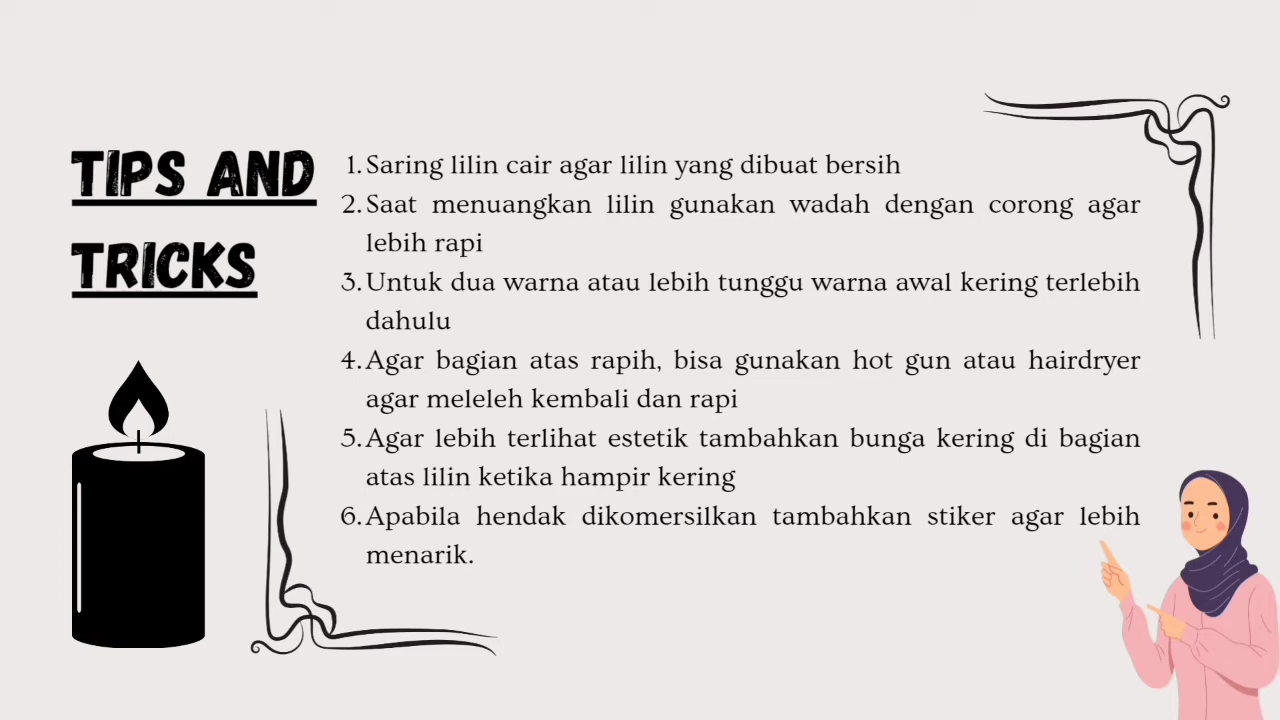 TIPS AND
TRICKS
1. Saring lilin cair agar lilin yang dibuat bersih
2. Saat menuangkan lilin gunakan wadah dengan corong agar
lebih rapi
3. Untuk dua warna atau lebih tunggu warna awal kering terlebih
dahulu
4. Agar bagian atas rapih, bisa gunakan hot gun atau hairdryer
agar meleleh kembali dan rapi
5. Agar lebih terlihat estetik tambahkan bunga kering di bagian
atas lilin ketika hampir kering
6. Apabila hendak dikomersilkan tambahkan stiker agar lebih
menarik.